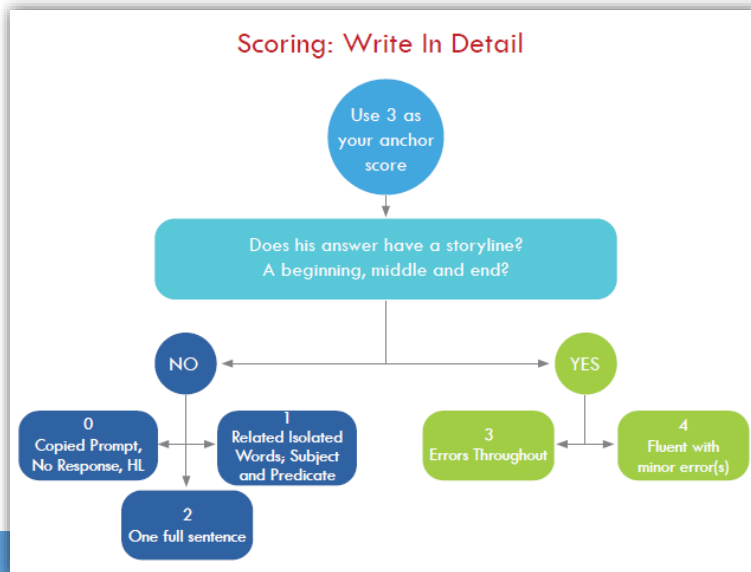 Scoring: Write In Detail
Use 3 as
your anchor
score
Does his answer have a storyline?
A beginning, middle and end?
NO
YES
0
Copied Prompt,
No Response, HL
1
Related Isolated
Words; Subject
and Predicate
2
One full sentence
3
Errors Throughout
4
Fluent with
minor error(s)